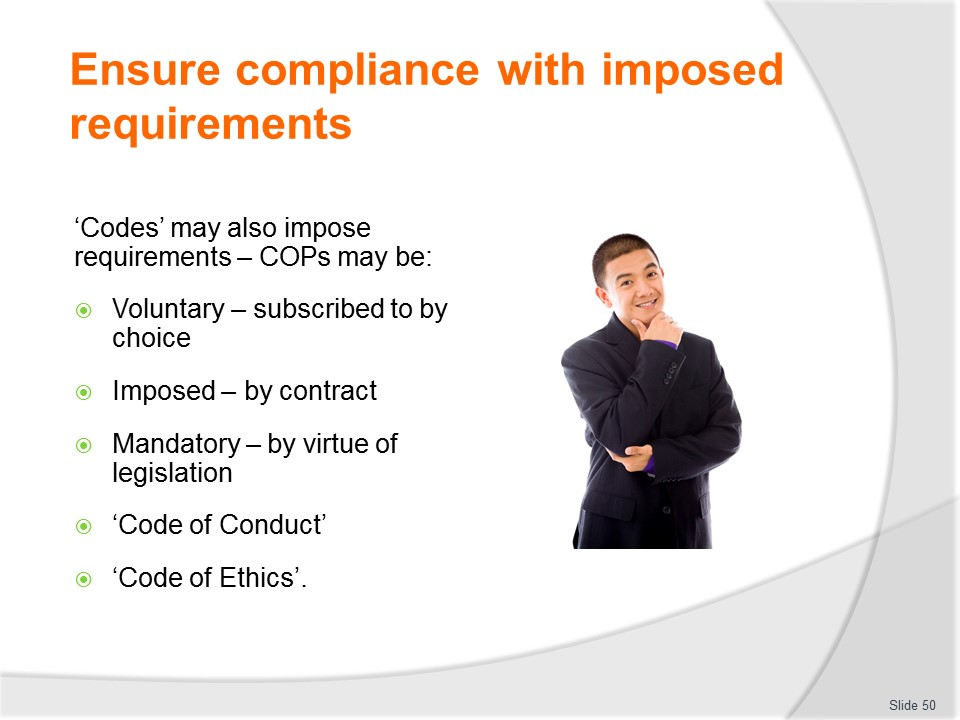 Ensure compliance with imposed
requirements
‘Codes’ may also impose
requirements – COPs may be:
Voluntary – subscribed to by
choice
Imposed – by contract
Mandatory – by virtue of
legislation
‘Code of Conduct’
‘Code of Ethics’.
Slide 50